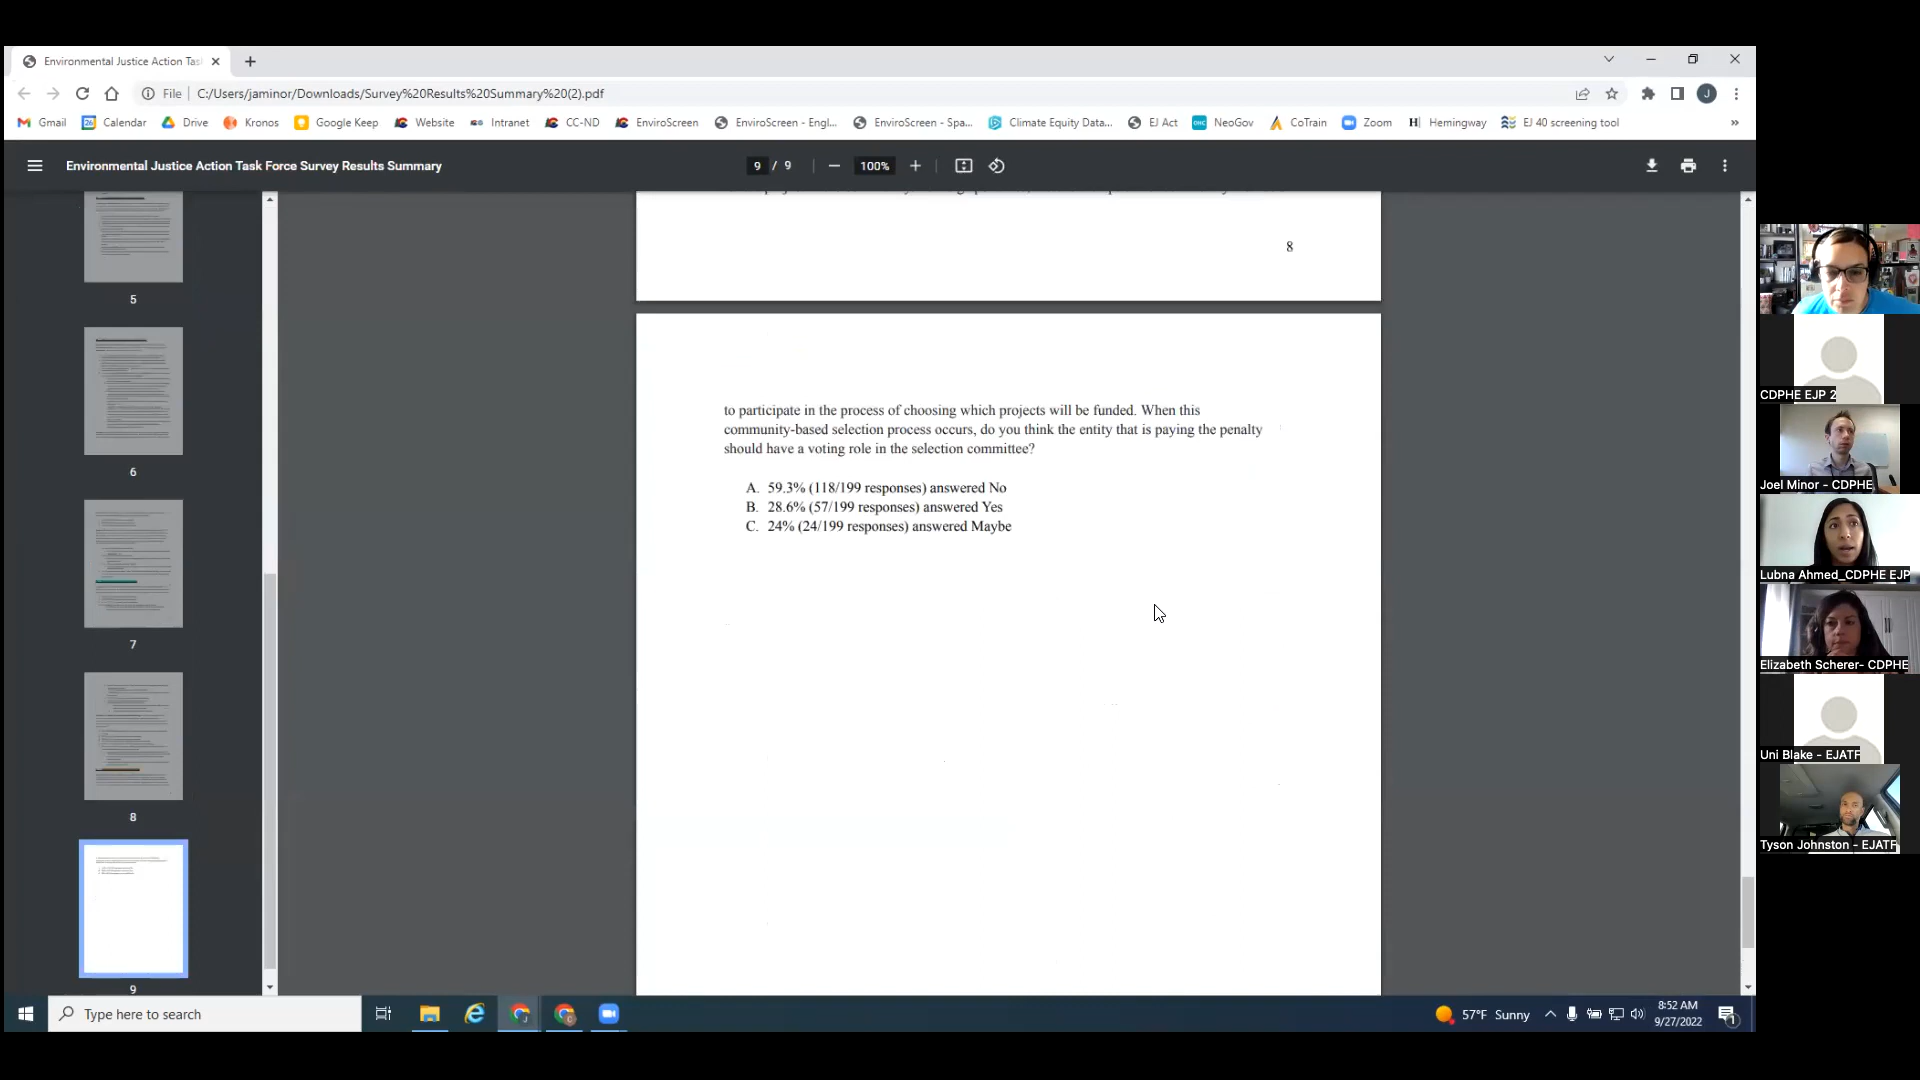 Environmental Justice Action Tas
File
C:/Users/jaminor/Downloads/Survey%20Results%20Summary%20(2).pdf
J
Gmail
26
Calendar
Drive
Kronos
Google Keep
Website
Intranet
CC-ND
EnviroScreen
EnviroScreen - Engl...
EnviroScreen - Spa...
Climate Equity Data...
EJ Act
NeoGov
CoTrain
Zoom
Hemingway
EJ 40 screening tool
»
Environmental Justice Action Task Force Survey Results Summary
9 / 9
100%
5
6
7
8
9
8
to participate in the process of choosing which projects will be funded. When this
community-based selection process occurs, do you think the entity that is paying the penalty
should have a voting role in the selection committee?
A. 59.3% (118/199 responses) answered No
B. 28.6% (57/199 responses) answered Yes
C. 24% (24/199 responses) answered Maybe
CDPHE EJP 2
Joel Minor - CDPHE
Lubna Ahmed_CDPHE EJP
Elizabeth Scherer- CDPHE
Uni Blake - EJATF
Tyson Johnston - EJATF
Type here to search
57°F Sunny
8:52 AM
9/27/2022
1